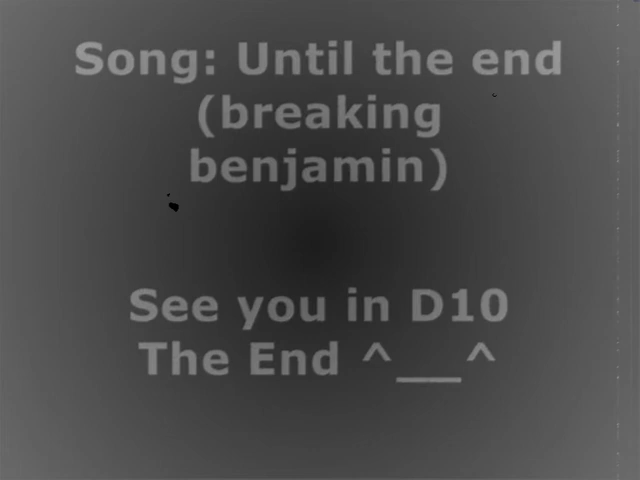 Song: Until the end
(breaking
benjamin)
See you in D10
The End ^__^